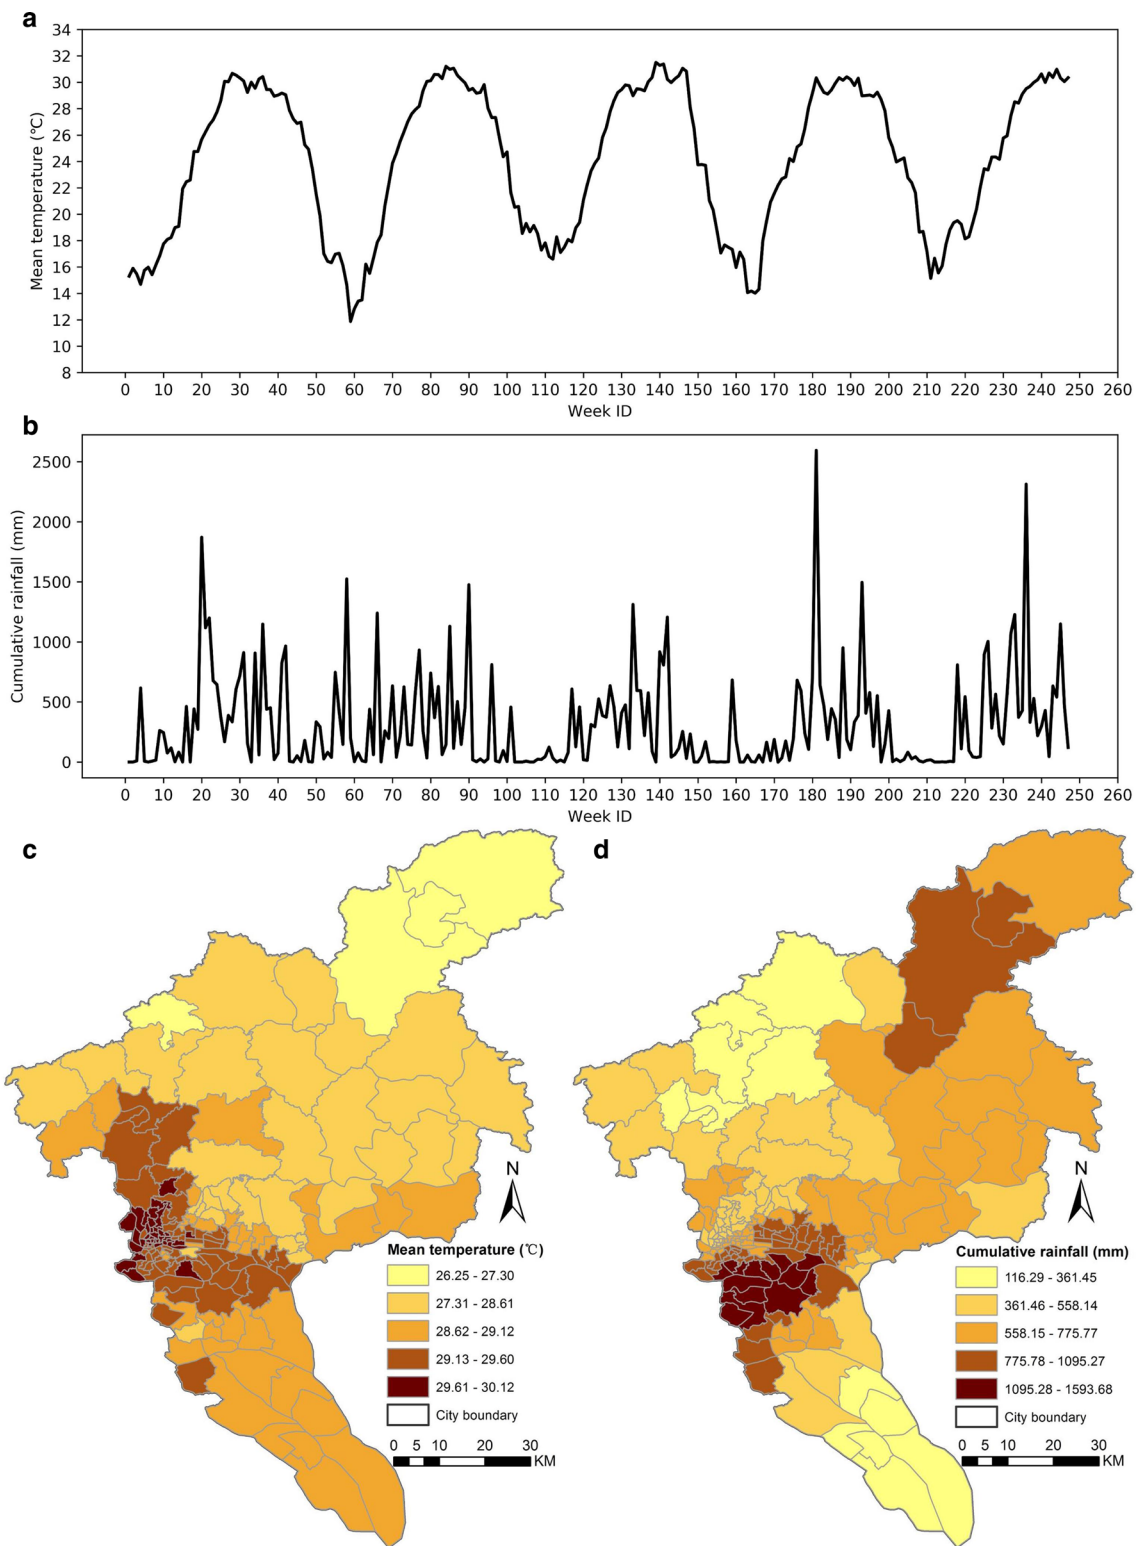 a
34
32
30
28
26
24
22
20
18
16
14
12
10
8
Mean temperature (℃)
0 10 20 30 40 50 60 70 80 90 100 110 120 130 140 150 160 170 180 190 200 210 220 230 240 250 260
Week ID
b
2500
2000
1500
1000
500
0
Cumulative rainfall (mm)
0 10 20 30 40 50 60 70 80 90 100 110 120 130 140 150 160 170 180 190 200 210 220 230 240 250 260
Week ID
c
N
Mean temperature (℃)
26.25 - 27.30
27.31 - 28.61
28.62 - 29.12
29.13 - 29.60
29.61 - 30.12
City boundary
0 5 10 20 30
KM
d
N
Cumulative rainfall (mm)
116.29 - 361.45
361.46 - 558.14
558.15 - 775.77
775.78 - 1095.27
1095.28 - 1593.68
City boundary
0 5 10 20 30
KM